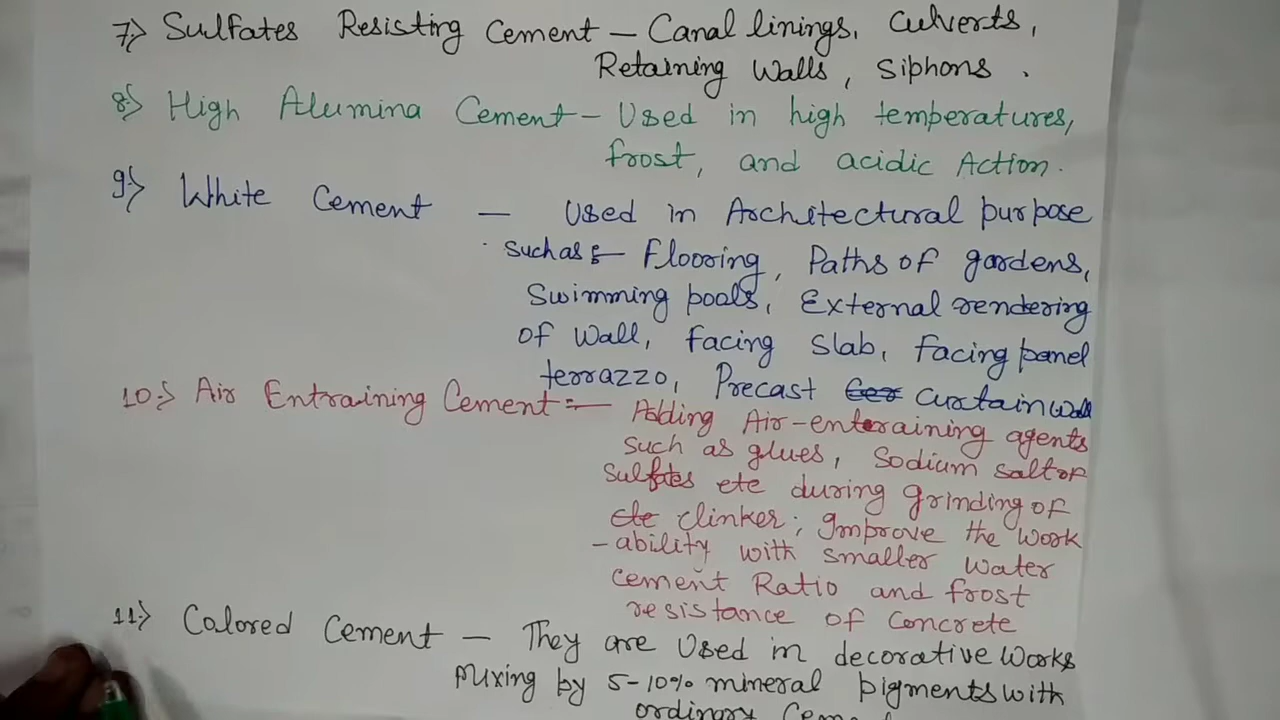 7:> Sulfates Resisting Cement – Canal linings, Culverts,
Retaining Walls, Siphons.
8:> High Alumina Cement – Used in high temperatures,
frost, and acidic Action.
9:> White Cement – Used in Architectural purpose
such as :- Flooring, Paths of gardens,
Swimming pools, External rendering
of Wall, facing Slab, facing panel
terrazzo, Precast curtain wall
10:> Air Entraining Cement :- Adding Air-entraining agents
such as glues, Sodium salt of
Sulfates etc during grinding of
clinker; Improve the work
-ability with smaller water
cement Ratio and frost
resistance of concrete
11:> Colored Cement – They are Used in decorative works
Mixing by 5-10% mineral pigments with
ordinary Cement